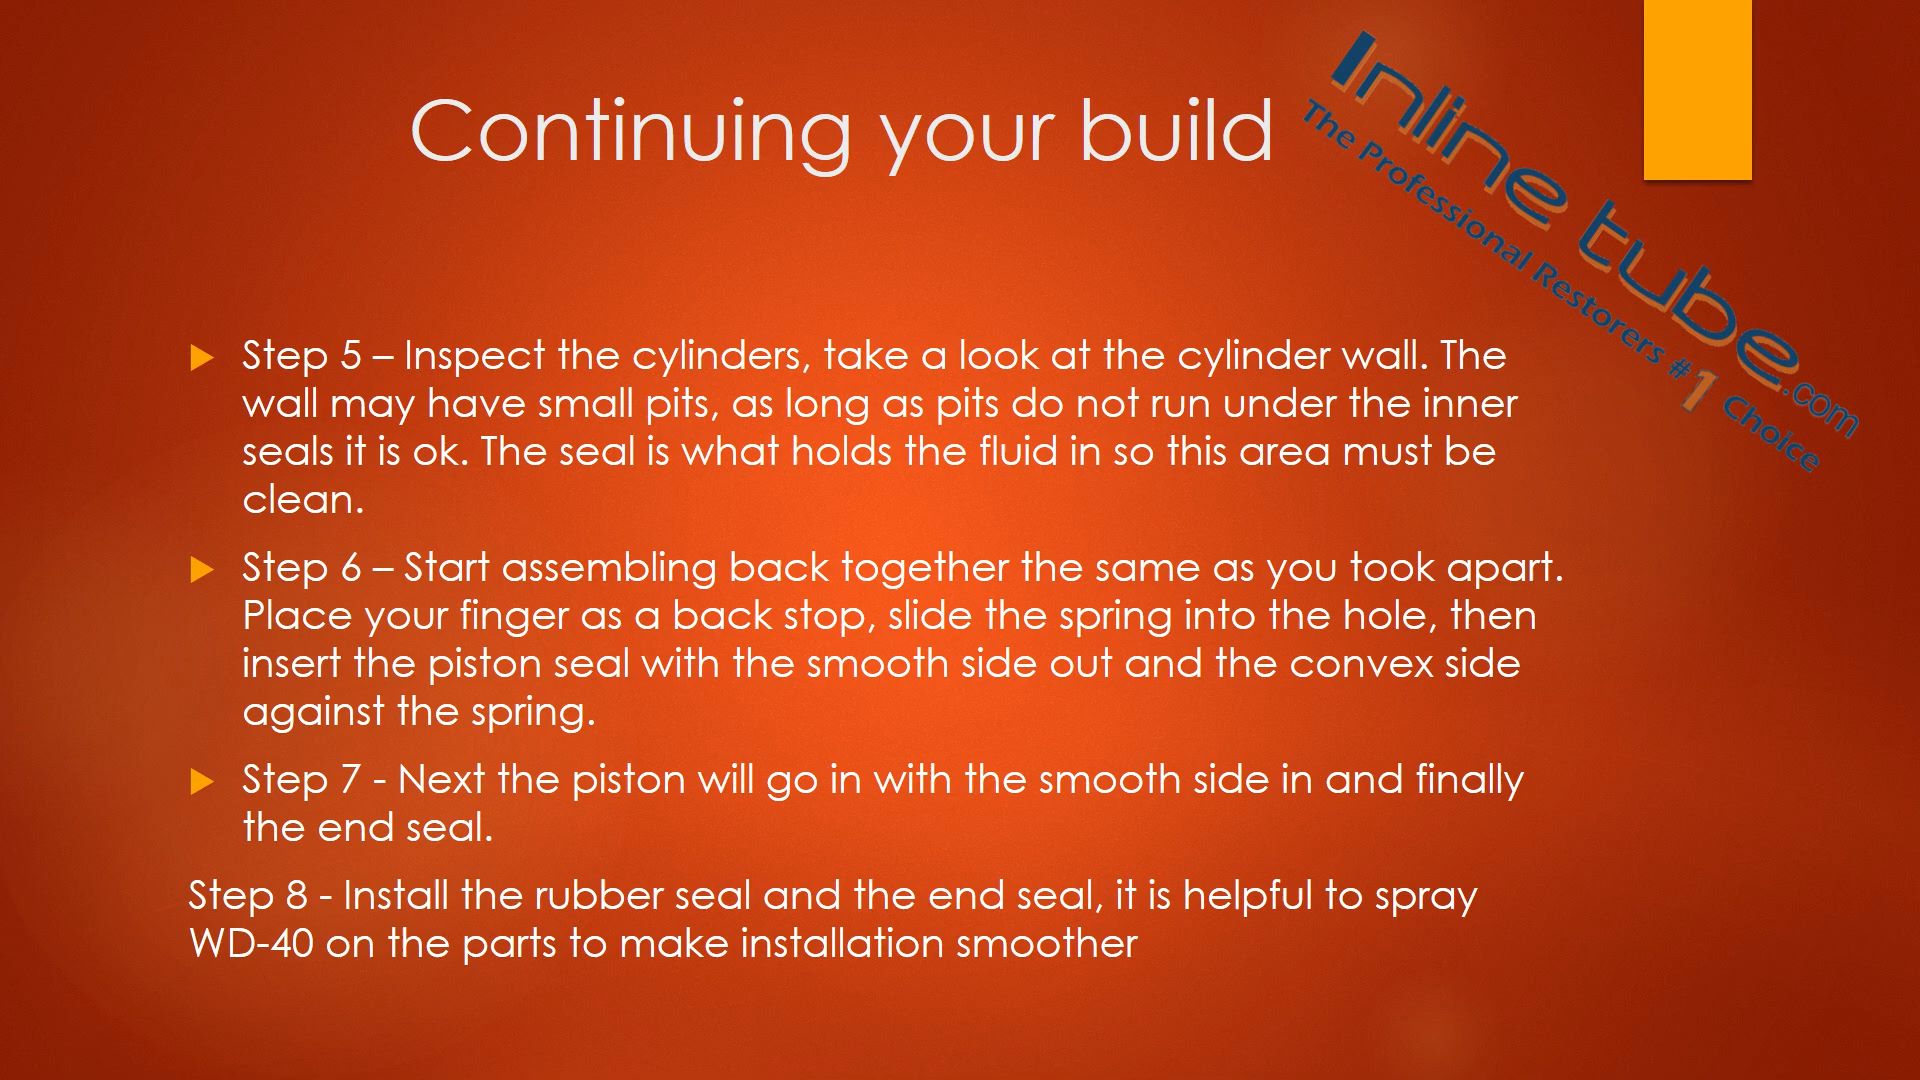 Continuing your build
Inline tube.com
The Professional Restorers #1 Choice
Step 5 – Inspect the cylinders, take a look at the cylinder wall. The
wall may have small pits, as long as pits do not run under the inner
seals it is ok. The seal is what holds the fluid in so this area must be
clean.
Step 6 – Start assembling back together the same as you took apart.
Place your finger as a back stop, slide the spring into the hole, then
insert the piston seal with the smooth side out and the convex side
against the spring.
Step 7 - Next the piston will go in with the smooth side in and finally
the end seal.
Step 8 - Install the rubber seal and the end seal, it is helpful to spray
WD-40 on the parts to make installation smoother